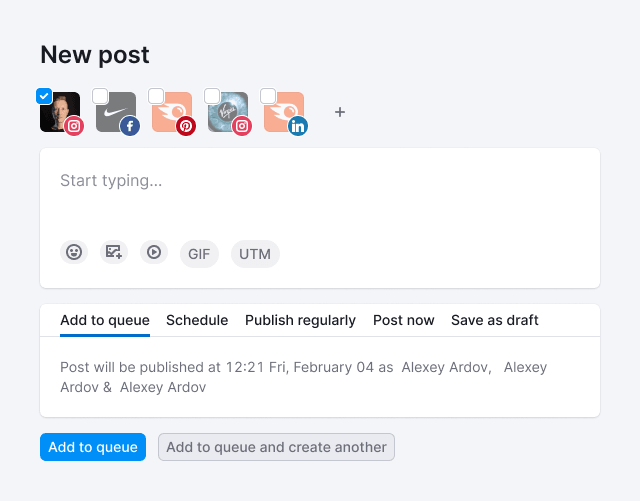 New post
Virgin
in
+
Start typing...
GIF
UTM
Add to queue
Schedule
Publish regularly
Post now
Save as draft
Post will be published at 12:21 Fri, February 04 as Alexey Ardov, Alexey
Ardov & Alexey Ardov
Add to queue
Add to queue and create another